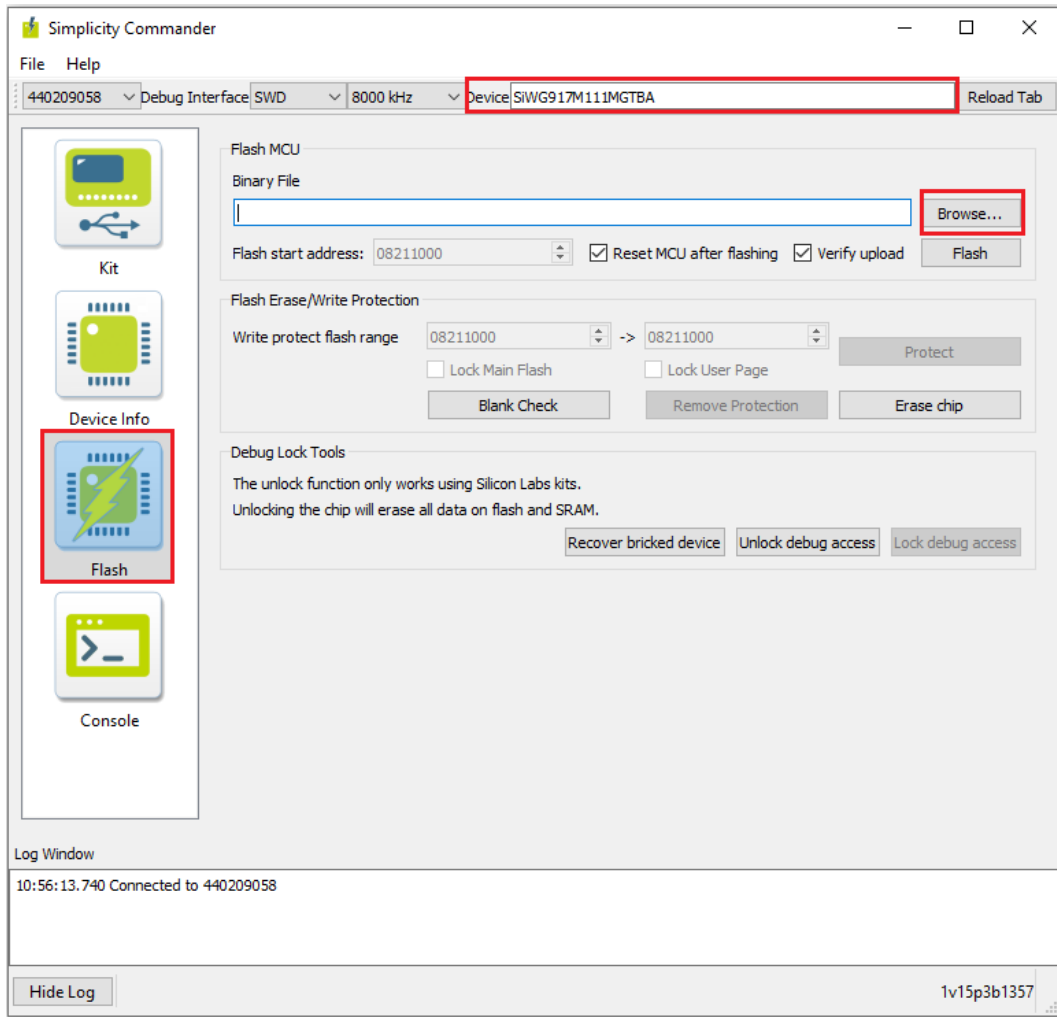 Simplicity Commander
File Help
440209058 Debug Interface SWD 8000 kHz Device SiWG917M111MGTBA Reload Tab
Kit
Device Info
Flash
Console
Flash MCU
Binary File
Browse...
Flash start address: 08211000 Reset MCU after flashing Verify upload Flash
Flash Erase/Write Protection
Write protect flash range 08211000 -> 08211000 Protect
Lock Main Flash Lock User Page
Blank Check Remove Protection Erase chip
Debug Lock Tools
The unlock function only works using Silicon Labs kits.
Unlocking the chip will erase all data on flash and SRAM.
Recover bricked device Unlock debug access Lock debug access
Log Window
10:56:13.740 Connected to 440209058
Hide Log 1v15p3b1357